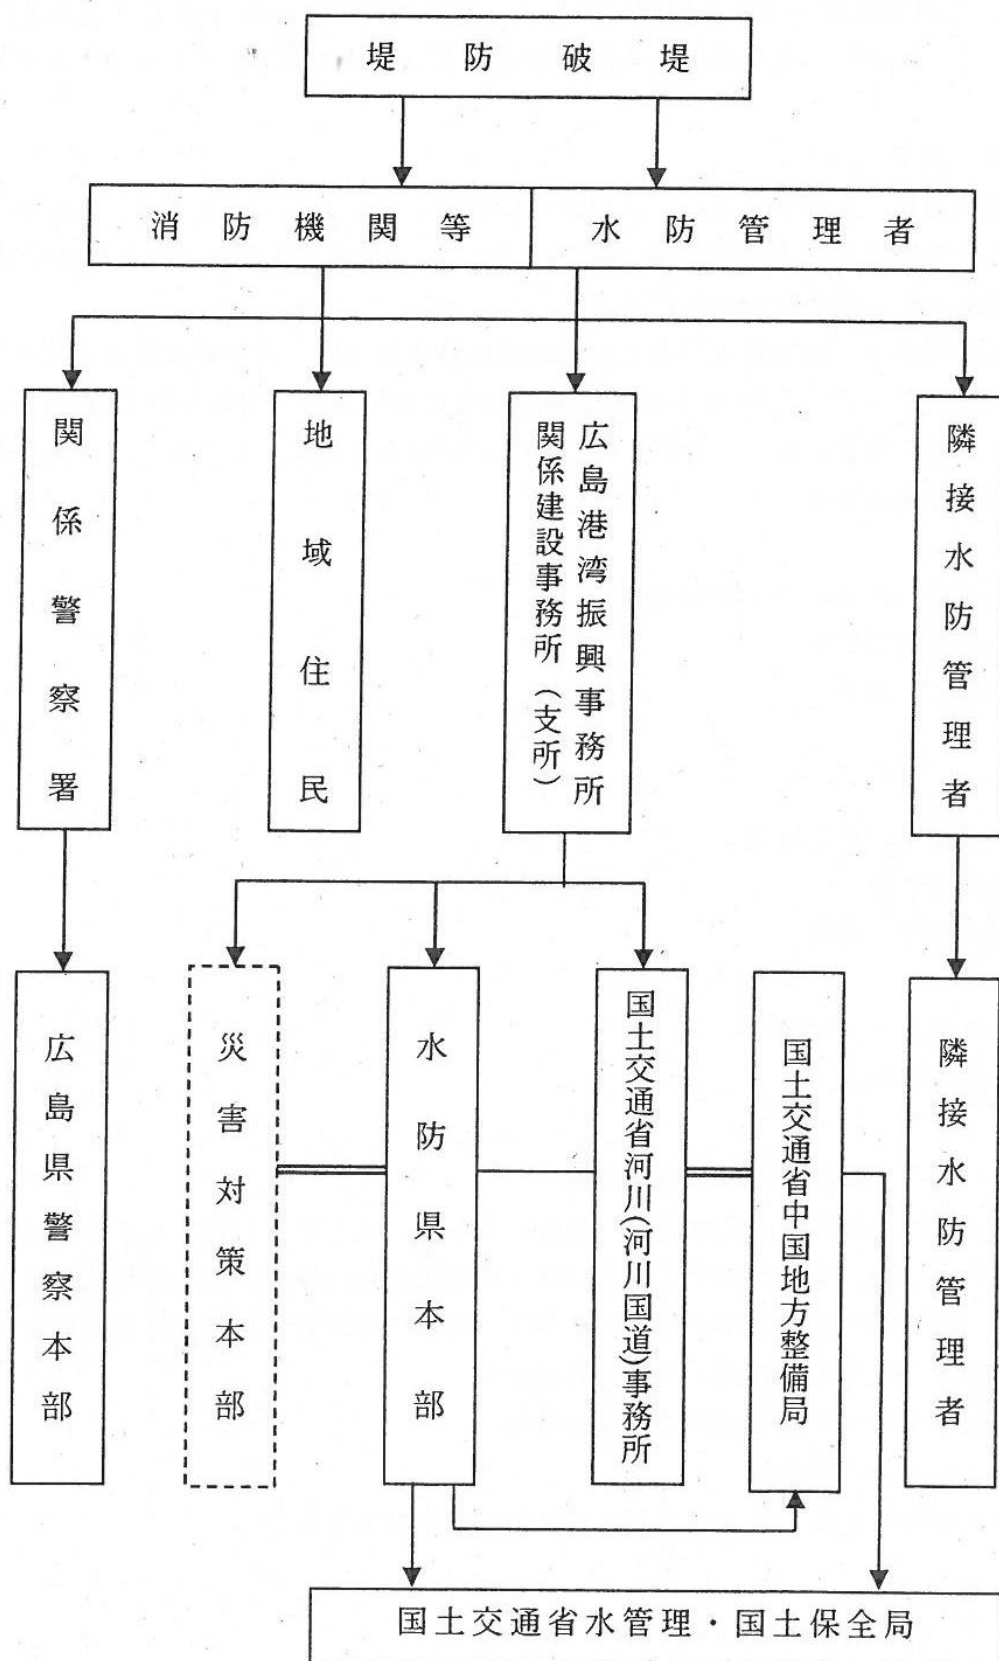 堤防破堤
消防機関等
水防管理者
関係警察署
地域住民
広島港湾振興事務所
関係建設事務所（支所）
隣接水防管理者
広島県警察本部
災害対策本部
水防県本部
国土交通省河川(河川国道)事務所
国土交通省中国地方整備局
隣接水防管理者
国土交通省水管理・国土保全局